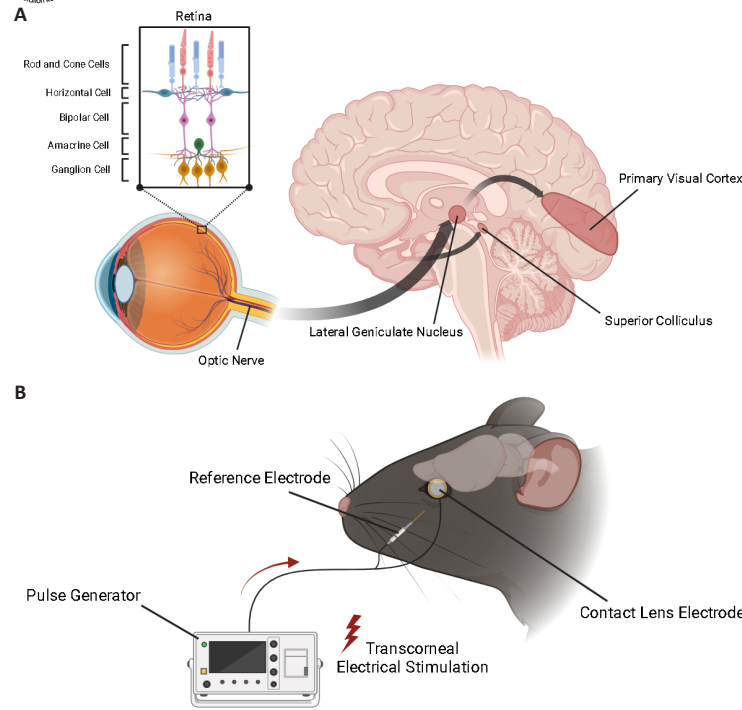 A
Retina
Rod and Cone Cells
Horizontal Cell
Bipolar Cell
Amacrine Cell
Ganglion Cell
Primary Visual Cortex
Superior Colliculus
Lateral Geniculate Nucleus
Optic Nerve
B
Reference Electrode
Pulse Generator
Contact Lens Electrode
Transcorneal
Electrical Stimulation